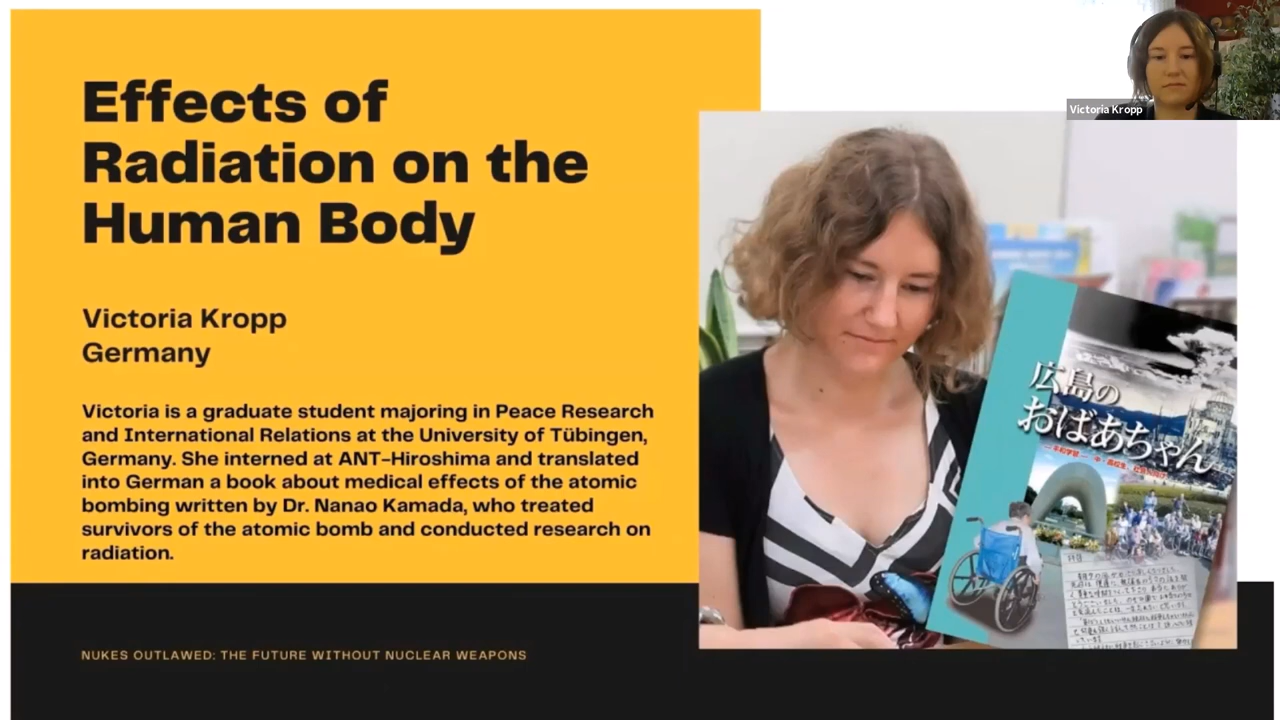 Effects of
Radiation on the
Human Body
Victoria Kropp
Germany
Victoria is a graduate student majoring in Peace Research
and International Relations at the University of Tübingen,
Germany. She interned at ANT-Hiroshima and translated
into German a book about medical effects of the atomic
bombing written by Dr. Nanao Kamada, who treated
survivors of the atomic bomb and conducted research on
radiation.
NUKES OUTLAWED: THE FUTURE WITHOUT NUCLEAR WEAPONS
Victoria Kropp
広島の
おばあちゃん